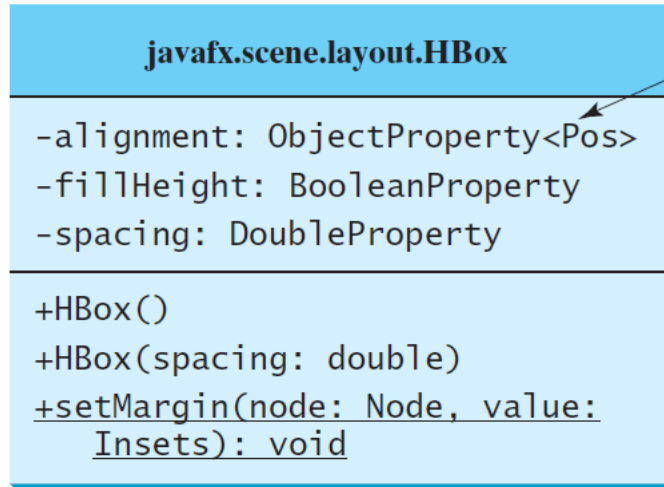 javafx.scene.layout.HBox
-alignment: ObjectProperty<Pos>
-fillHeight: BooleanProperty
-spacing: DoubleProperty
+HBox()
+HBox(spacing: double)
+setMargin(node: Node, value:
Insets): void